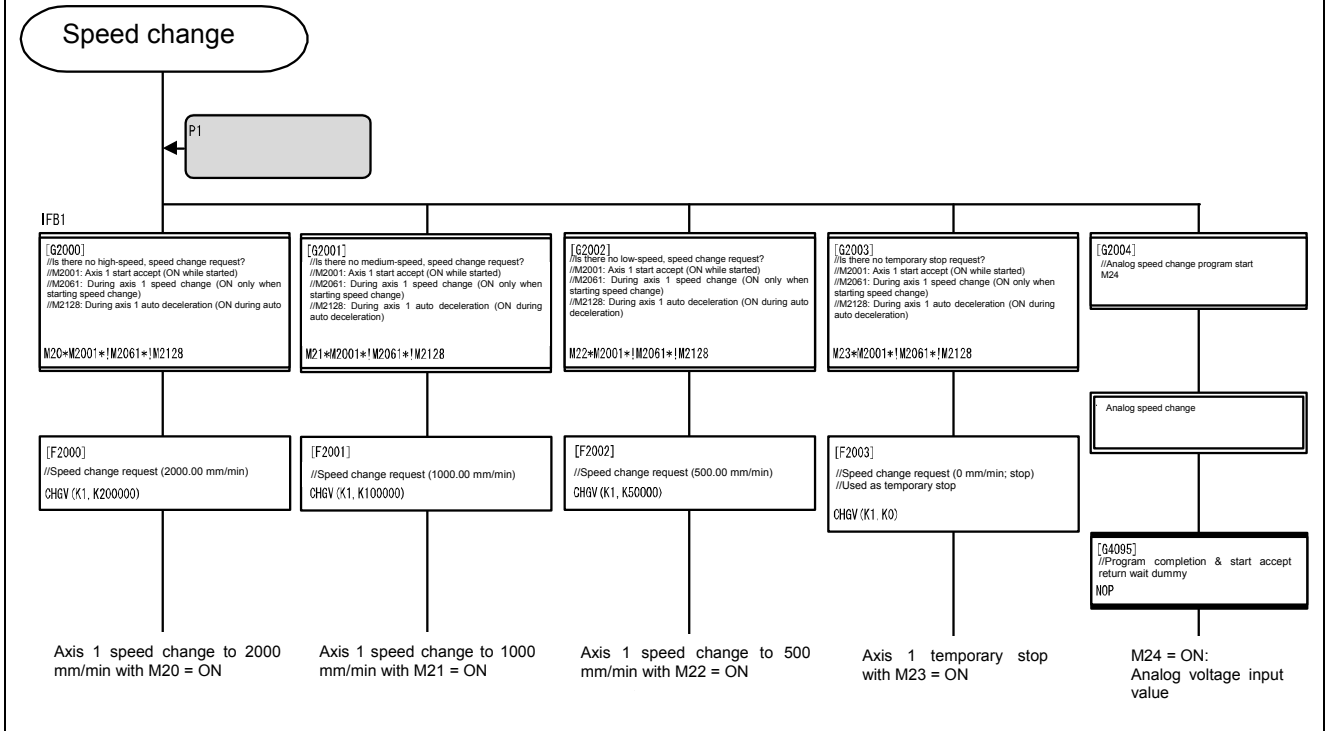 Speed change
P1
IFB1
[G2000]
//Is there no high-speed, speed change request?
//M2001: Axis 1 start accept (ON while started)
//M2061: During axis 1 speed change (ON only when
starting speed change)
//M2128: During axis 1 auto deceleration (ON during auto
M20*M2001*!M2061*!M2128
[G2001]
//Is there no medium-speed, speed change request?
//M2001: Axis 1 start accept (ON while started)
//M2061: During axis 1 speed change (ON only when
starting speed change)
//M2128: During axis 1 auto deceleration (ON during
auto deceleration)
M21*M2001*!M2061*!M2128
[G2002]
//Is there no low-speed, speed change request?
//M2001: Axis 1 start accept (ON while started)
//M2061: During axis 1 speed change (ON only when
starting speed change)
//M2128: During axis 1 auto deceleration (ON during auto
deceleration)
M22*M2001*!M2061*!M2128
[G2003]
//Is there no temporary stop request?
//M2001: Axis 1 start accept (ON while started)
//M2061: During axis 1 speed change (ON only when
starting speed change)
//M2128: During axis 1 auto deceleration (ON during
auto deceleration)
M23*M2001*!M2061*!M2128
[G2004]
//Analog speed change program start
M24
[F2000]
//Speed change request (2000.00 mm/min)
CHGV(K1, K200000)
[F2001]
//Speed change request (1000.00 mm/min)
CHGV(K1, K100000)
[F2002]
//Speed change request (500.00 mm/min)
CHGV(K1, K50000)
[F2003]
//Speed change request (0 mm/min; stop)
//Used as temporary stop
CHGV(K1, K0)
Analog speed change
[G4095]
//Program completion & start accept
return wait dummy
NOP
Axis 1 speed change to 2000
mm/min with M20 = ON
Axis 1 speed change to 1000
mm/min with M21 = ON
Axis 1 speed change to 500
mm/min with M22 = ON
Axis 1 temporary stop
with M23 = ON
M24 = ON:
Analog voltage input
value